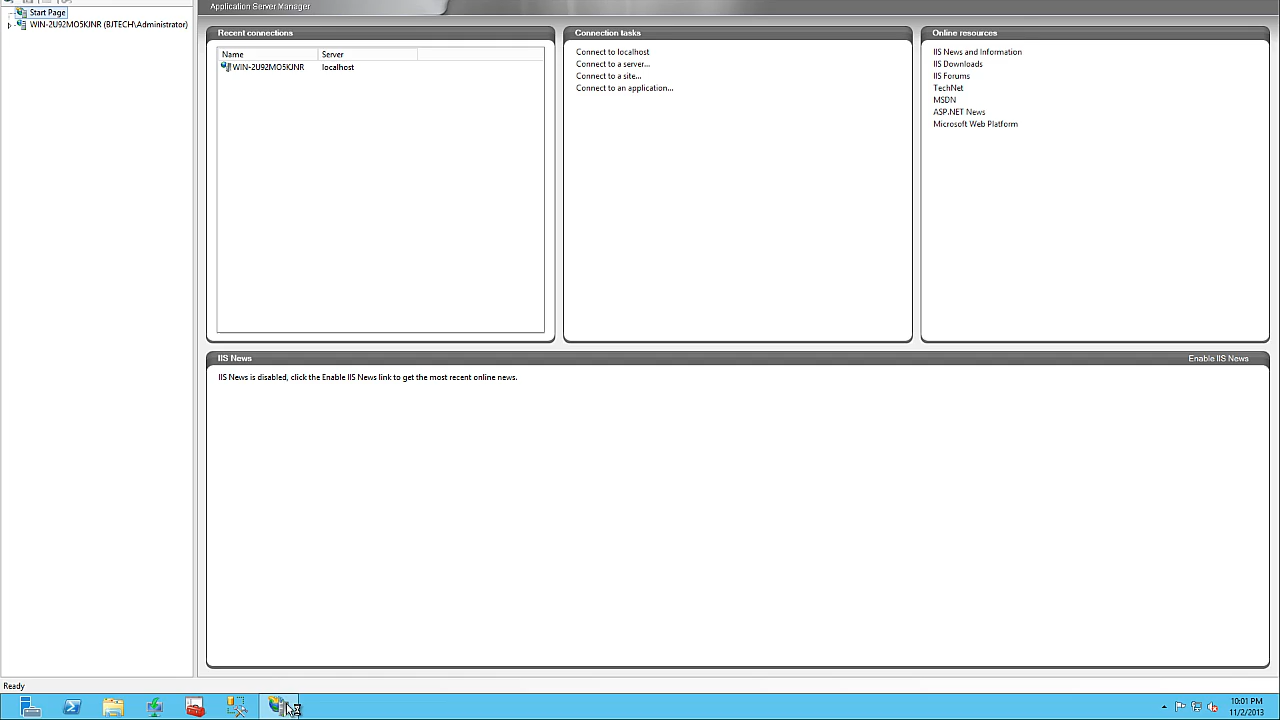 Application Server Manager
Start Page
WIN-2U92MO5KJNR (BJTECH\Administrator)
Recent connections
Name Server
WIN-2U92MO5KJNR localhost
Connection tasks
Connect to localhost
Connect to a server...
Connect to a site...
Connect to an application...
Online resources
IIS News and Information
IIS Downloads
IIS Forums
TechNet
MSDN
ASP.NET News
Microsoft Web Platform
IIS News
Enable IIS News
IIS News is disabled, click the Enable IIS News link to get the most recent online news.
Ready
10:01 PM
11/2/2013